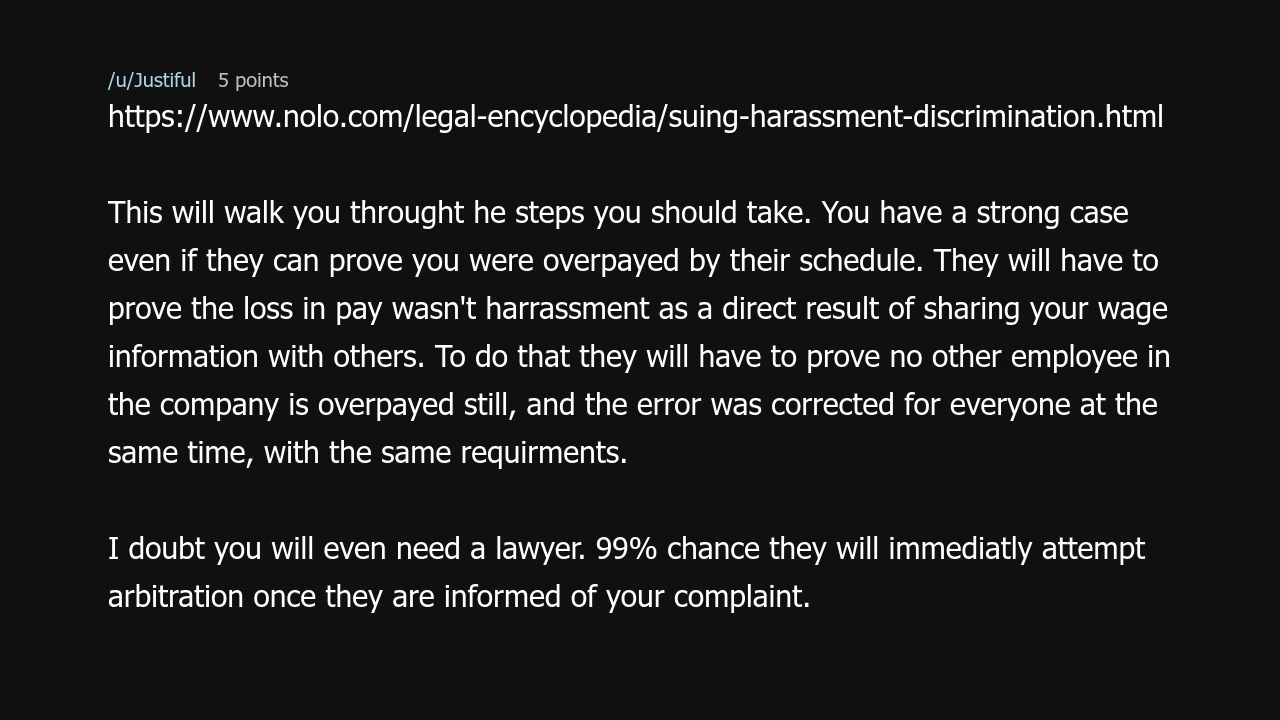 /u/Justiful 5 points
https://www.nolo.com/legal-encyclopedia/suing-harassment-discrimination.html
This will walk you throught he steps you should take. You have a strong case
even if they can prove you were overpayed by their schedule. They will have to
prove the loss in pay wasn't harrassment as a direct result of sharing your wage
information with others. To do that they will have to prove no other employee in
the company is overpayed still, and the error was corrected for everyone at the
same time, with the same requirments.
I doubt you will even need a lawyer. 99% chance they will immediatly attempt
arbitration once they are informed of your complaint.